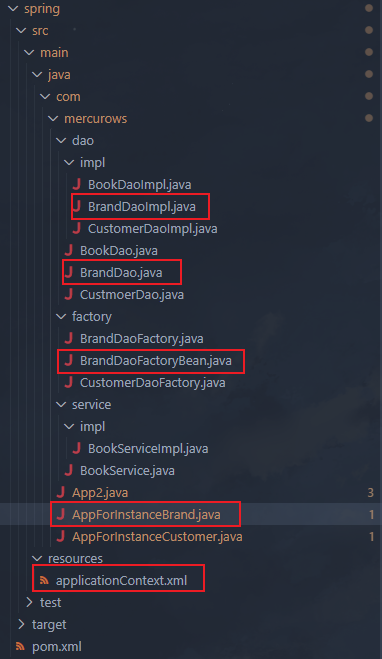 spring
src
main
java
com
mercurows
dao
impl
BookDaoImpl.java
BrandDaoImpl.java
CustomerDaoImpl.java
BookDao.java
BrandDao.java
CustmoerDao.java
factory
BrandDaoFactory.java
BrandDaoFactoryBean.java
CustomerDaoFactory.java
service
impl
BookServiceImpl.java
BookService.java
App2.java 3
AppForInstanceBrand.java 1
AppForInstanceCustomer.java 1
resources
applicationContext.xml
test
target
pom.xml